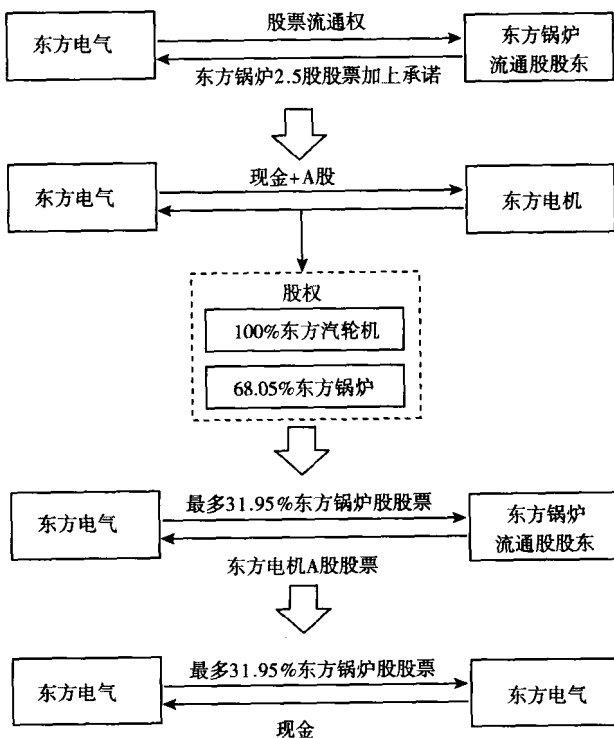 股票流通权
东方电气
东方锅炉
流通股股东
东方锅炉2.5股股票加上承诺
现金+A股
东方电气
东方电机
股权
100%东方汽轮机
68.05%东方锅炉
最多31.95%东方锅炉股股票
东方电气
东方锅炉
流通股股东
东方电机A股股票
最多31.95%东方锅炉股股票
东方电气
东方电气
现金